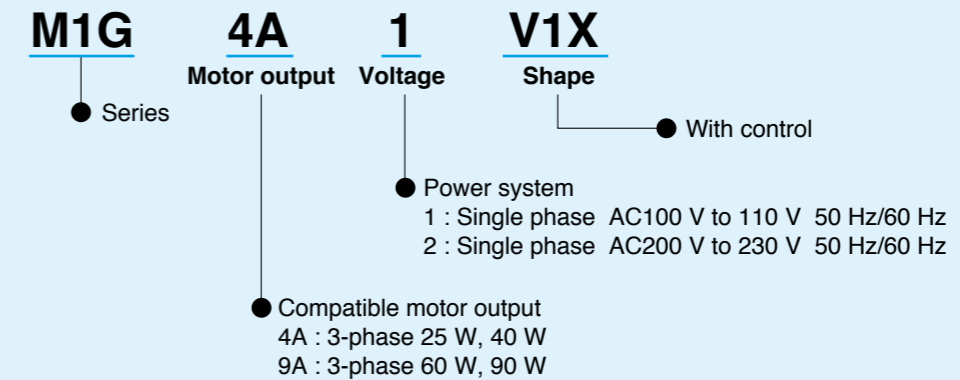 M1G 4A 1 V1X
Motor output Voltage Shape
Series
With control
Power system
1 : Single phase AC100 V to 110 V 50 Hz/60 Hz
2 : Single phase AC200 V to 230 V 50 Hz/60 Hz
Compatible motor output
4A : 3-phase 25 W, 40 W
9A : 3-phase 60 W, 90 W